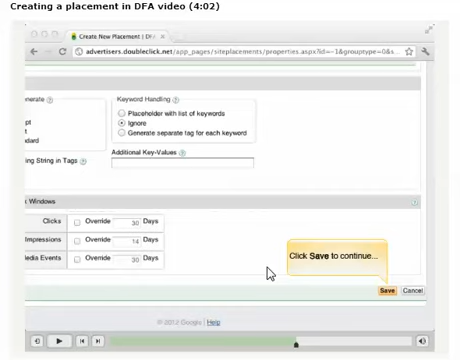 Creating a placement in DFA video (4:02)
Create New Placement | DFA
advertisers.doubleclick.net/app_pages/siteplacements/properties.aspx?id=-1&grouptype=0&s...
nerate
Keyword Handling
Placeholder with list of keywords
pt
Ignore
t
Generate separate tag for each keyword
dard
Additional Key-Values
ing String in Tags
k Windows
Clicks Override 30 Days
Impressions Override 14 Days
edia Events Override 30 Days
Click Save to continue...
Save Cancel
© 2012 Google | Help